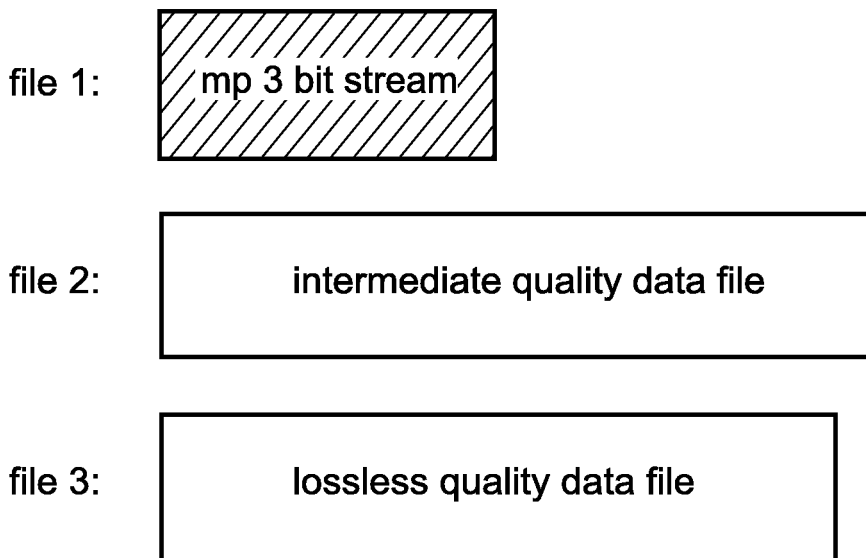 file 1: mp 3 bit stream
file 2: intermediate quality data file
file 3: lossless quality data file